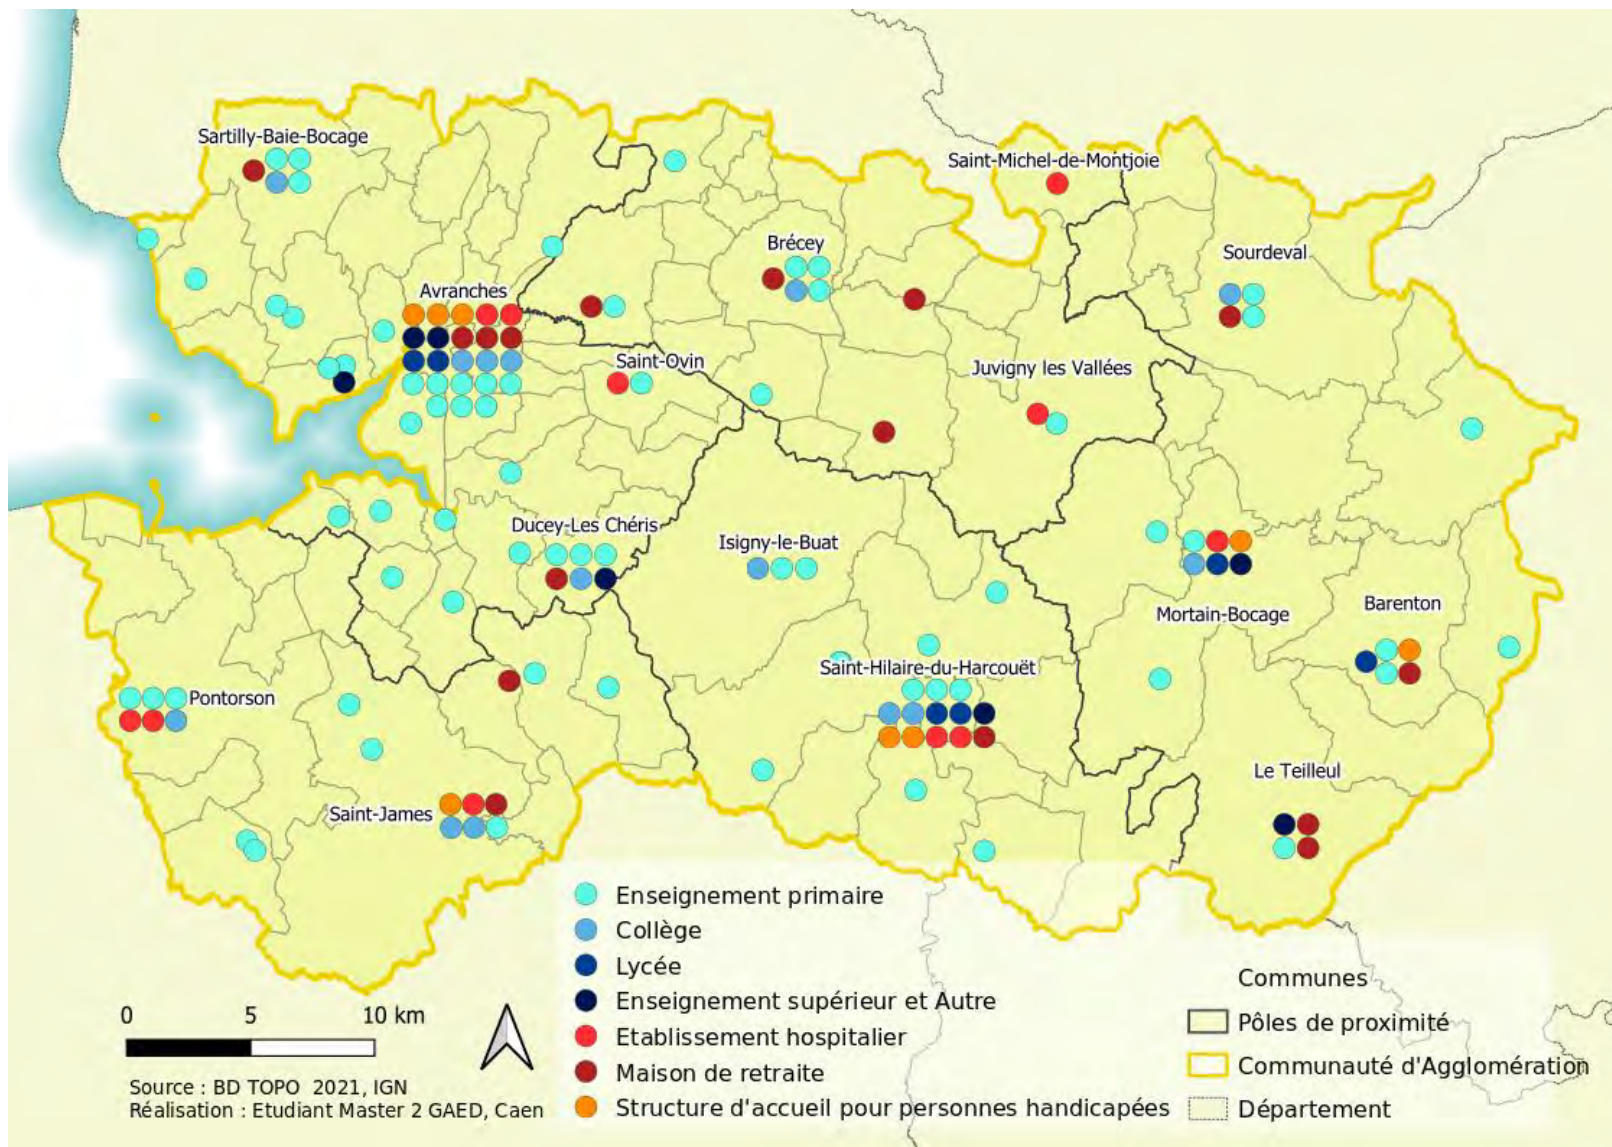 Sartilly-Baie-Bocage
Saint-Michel-de-Montjoie
Brécey
Sourdeval
Avranches
Saint-Ovin
Juvigny les Vallées
Ducey-Les Chéris
Isigny-le-Buat
Mortain-Bocage
Barenton
Saint-Hilaire-du-Harcouët
Pontorson
Le Teilleul
Saint-James
Enseignement primaire
Collège
Lycée
Enseignement supérieur et Autre
Etablissement hospitalier
Maison de retraite
Structure d'accueil pour personnes handicapées
Communes
Pôles de proximité
Communauté d'Agglomération
Département
0 5 10 km
Source : BD TOPO 2021, IGN
Réalisation : Etudiant Master 2 GAED, Caen